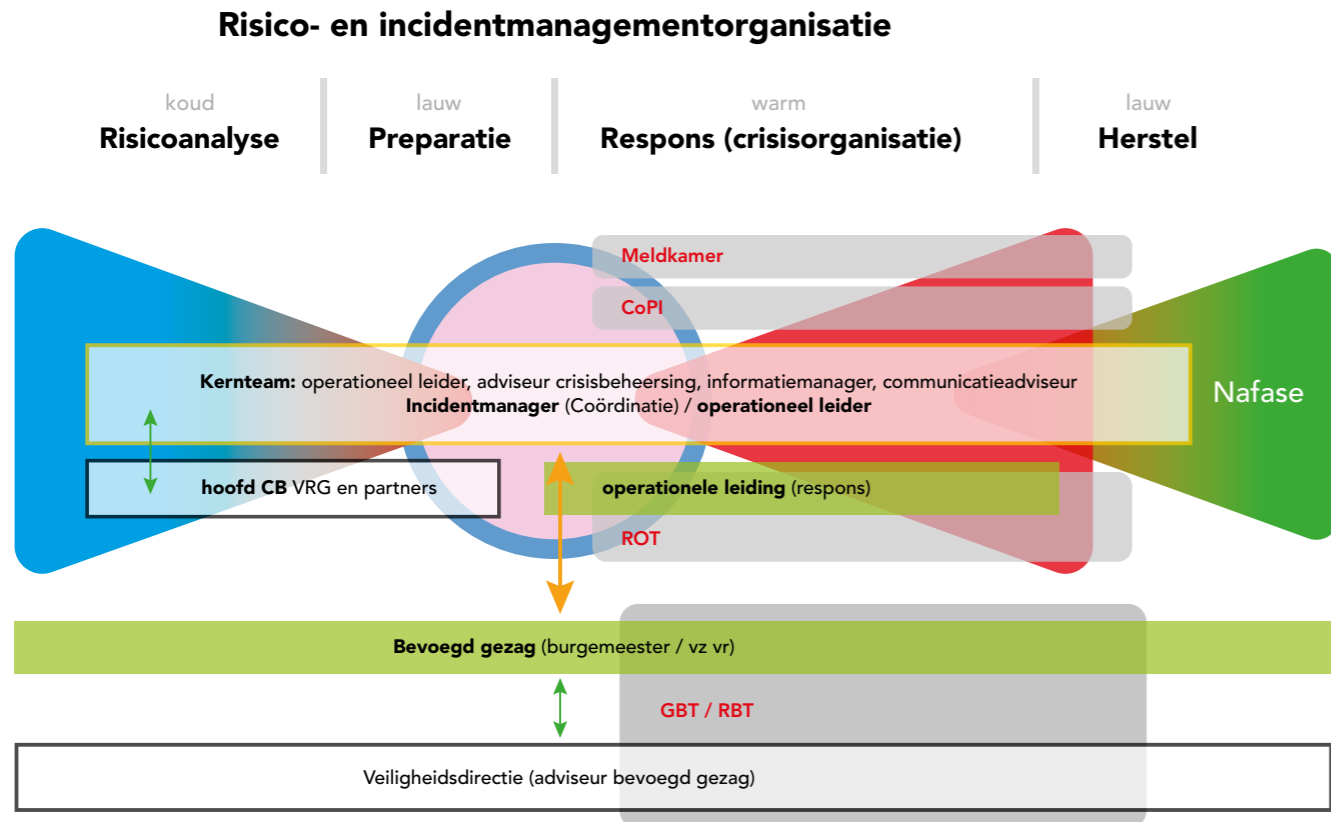 Risico- en incidentmanagementorganisatie
koud
Risicoanalyse
lauw
Preparatie
warm
Respons (crisisorganisatie)
lauw
Herstel
Meldkamer
CoPI
Kernteam: operationeel leider, adviseur crisisbeheersing, informatiemanager, communicatieadviseur
Incidentmanager (Coördinatie) / operationeel leider
Nafase
hoofd CB VRG en partners
operationele leiding (respons)
ROT
Bevoegd gezag (burgemeester / vz vr)
GBT / RBT
Veiligheidsdirectie (adviseur bevoegd gezag)